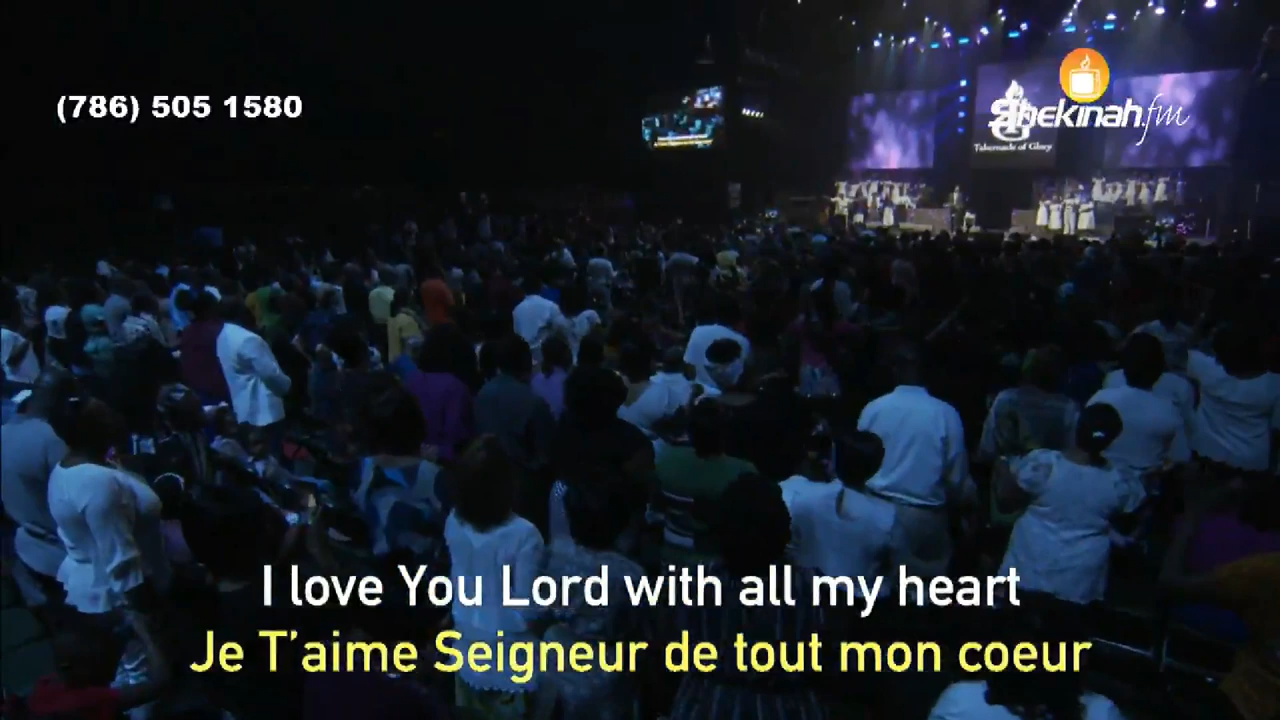 (786) 505 1580
Shekinah.fm
Tabernacle of Glory
I love You Lord with all my heart
Je T'aime Seigneur de tout mon coeur